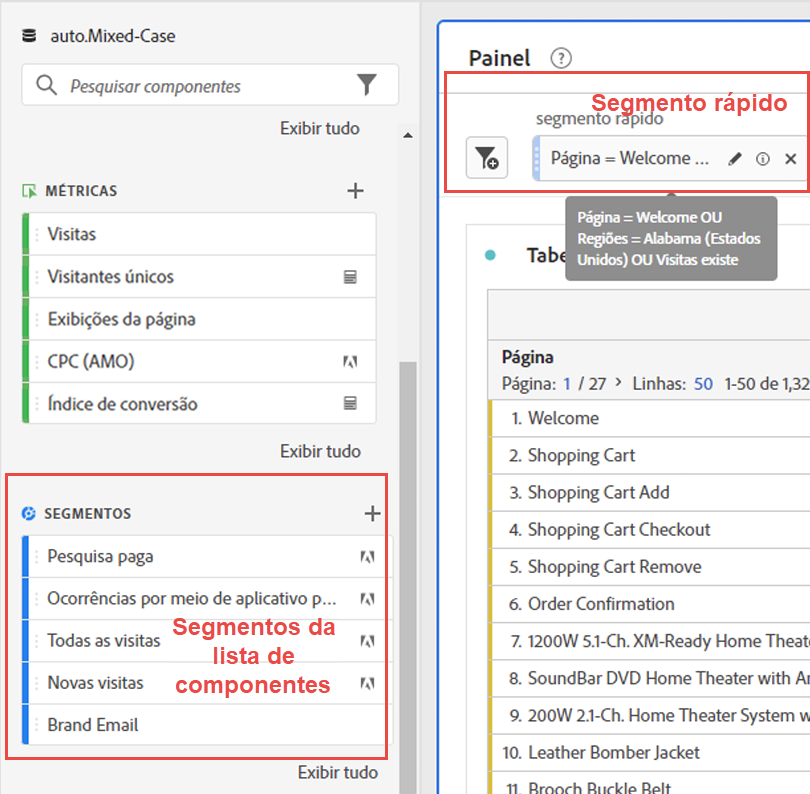 auto.Mixed-Case
Pesquisar componentes
Exibir tudo
MÉTRICAS
Visitas
Visitantes únicos
Exibições da página
CPC (AMO)
Índice de conversão
Exibir tudo
SEGMENTOS
Pesquisa paga
Ocorrências por meio de aplicativo p...
Todas as visitas
Novas visitas
Brand Email
Segmentos da
lista de
componentes
Exibir tudo
Painel
Segmento rápido
segmento rápido
Página = Welcome ...
Página = Welcome OU
Regiões = Alabama (Estados
Unidos) OU Visitas existe
Tabe
Página
Página: 1 / 27 > Linhas: 50 1-50 de 1,32
1. Welcome
2. Shopping Cart
3. Shopping Cart Add
4. Shopping Cart Checkout
5. Shopping Cart Remove
6. Order Confirmation
7. 1200W 5.1-Ch. XM-Ready Home Theate
8. SoundBar DVD Home Theater with Am
9. 200W 2.1-Ch. Home Theater System w
10. Leather Bomber Jacket
11. Brooch Buckle Belt